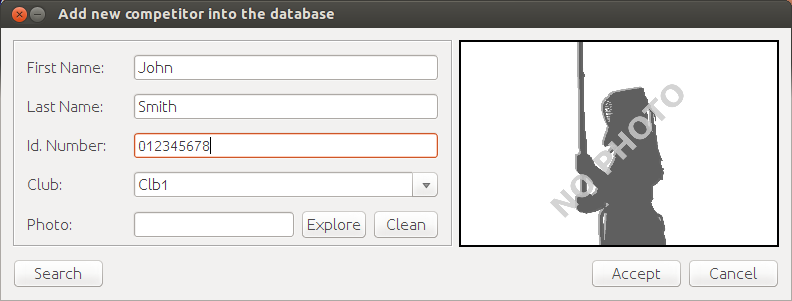 Add new competitor into the database
First Name: John
Last Name: Smith
Id. Number: 012345678
Club: Clb1
Photo: Explore Clean
NO PHOTO
Search Accept Cancel